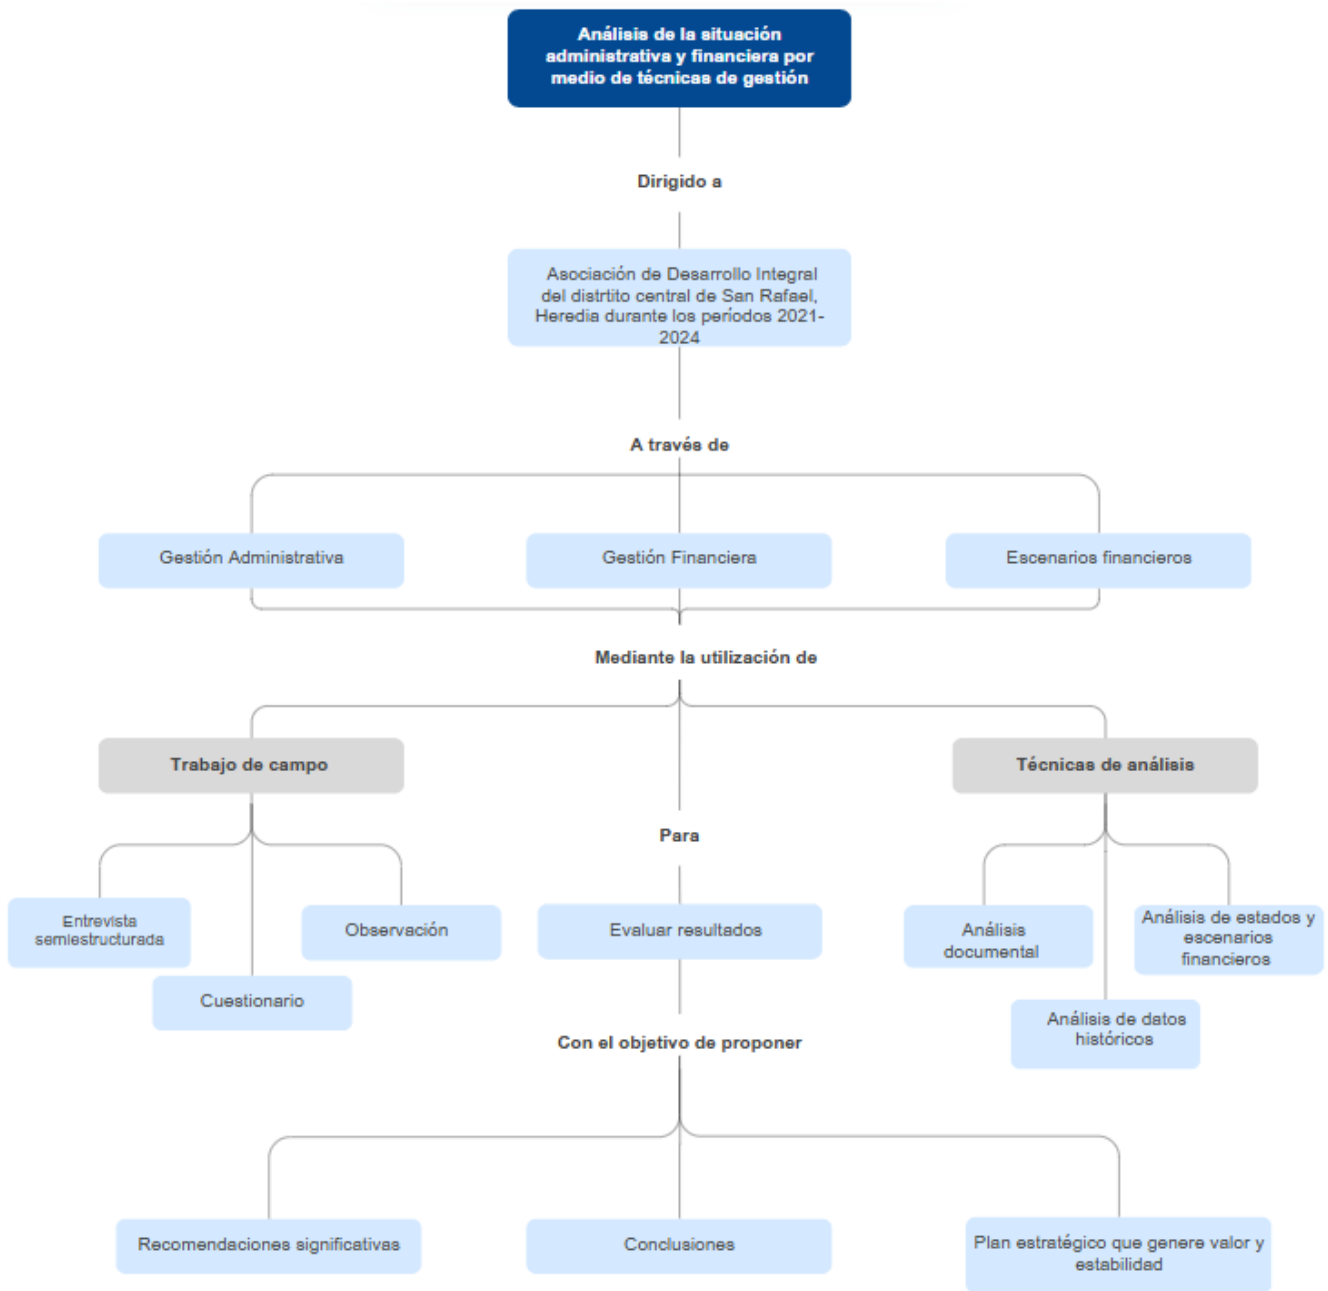 Análisis de la situación
administrativa y financiera por
medio de técnicas de gestión
Dirigido a
Asociación de Desarrollo Integral
del distrtito central de San Rafael,
Heredia durante los períodos 2021-
2024
A través de
Gestión Administrativa
Gestión Financiera
Escenarios financieros
Mediante la utilización de
Trabajo de campo
Técnicas de análisis
Para
Entrevista
semiestructurada
Observación
Cuestionario
Evaluar resultados
Análisis
documental
Análisis de estados y
escenarios
financieros
Análisis de datos
históricos
Con el objetivo de proponer
Recomendaciones significativas
Conclusiones
Plan estratégico que genere valor y
estabilidad